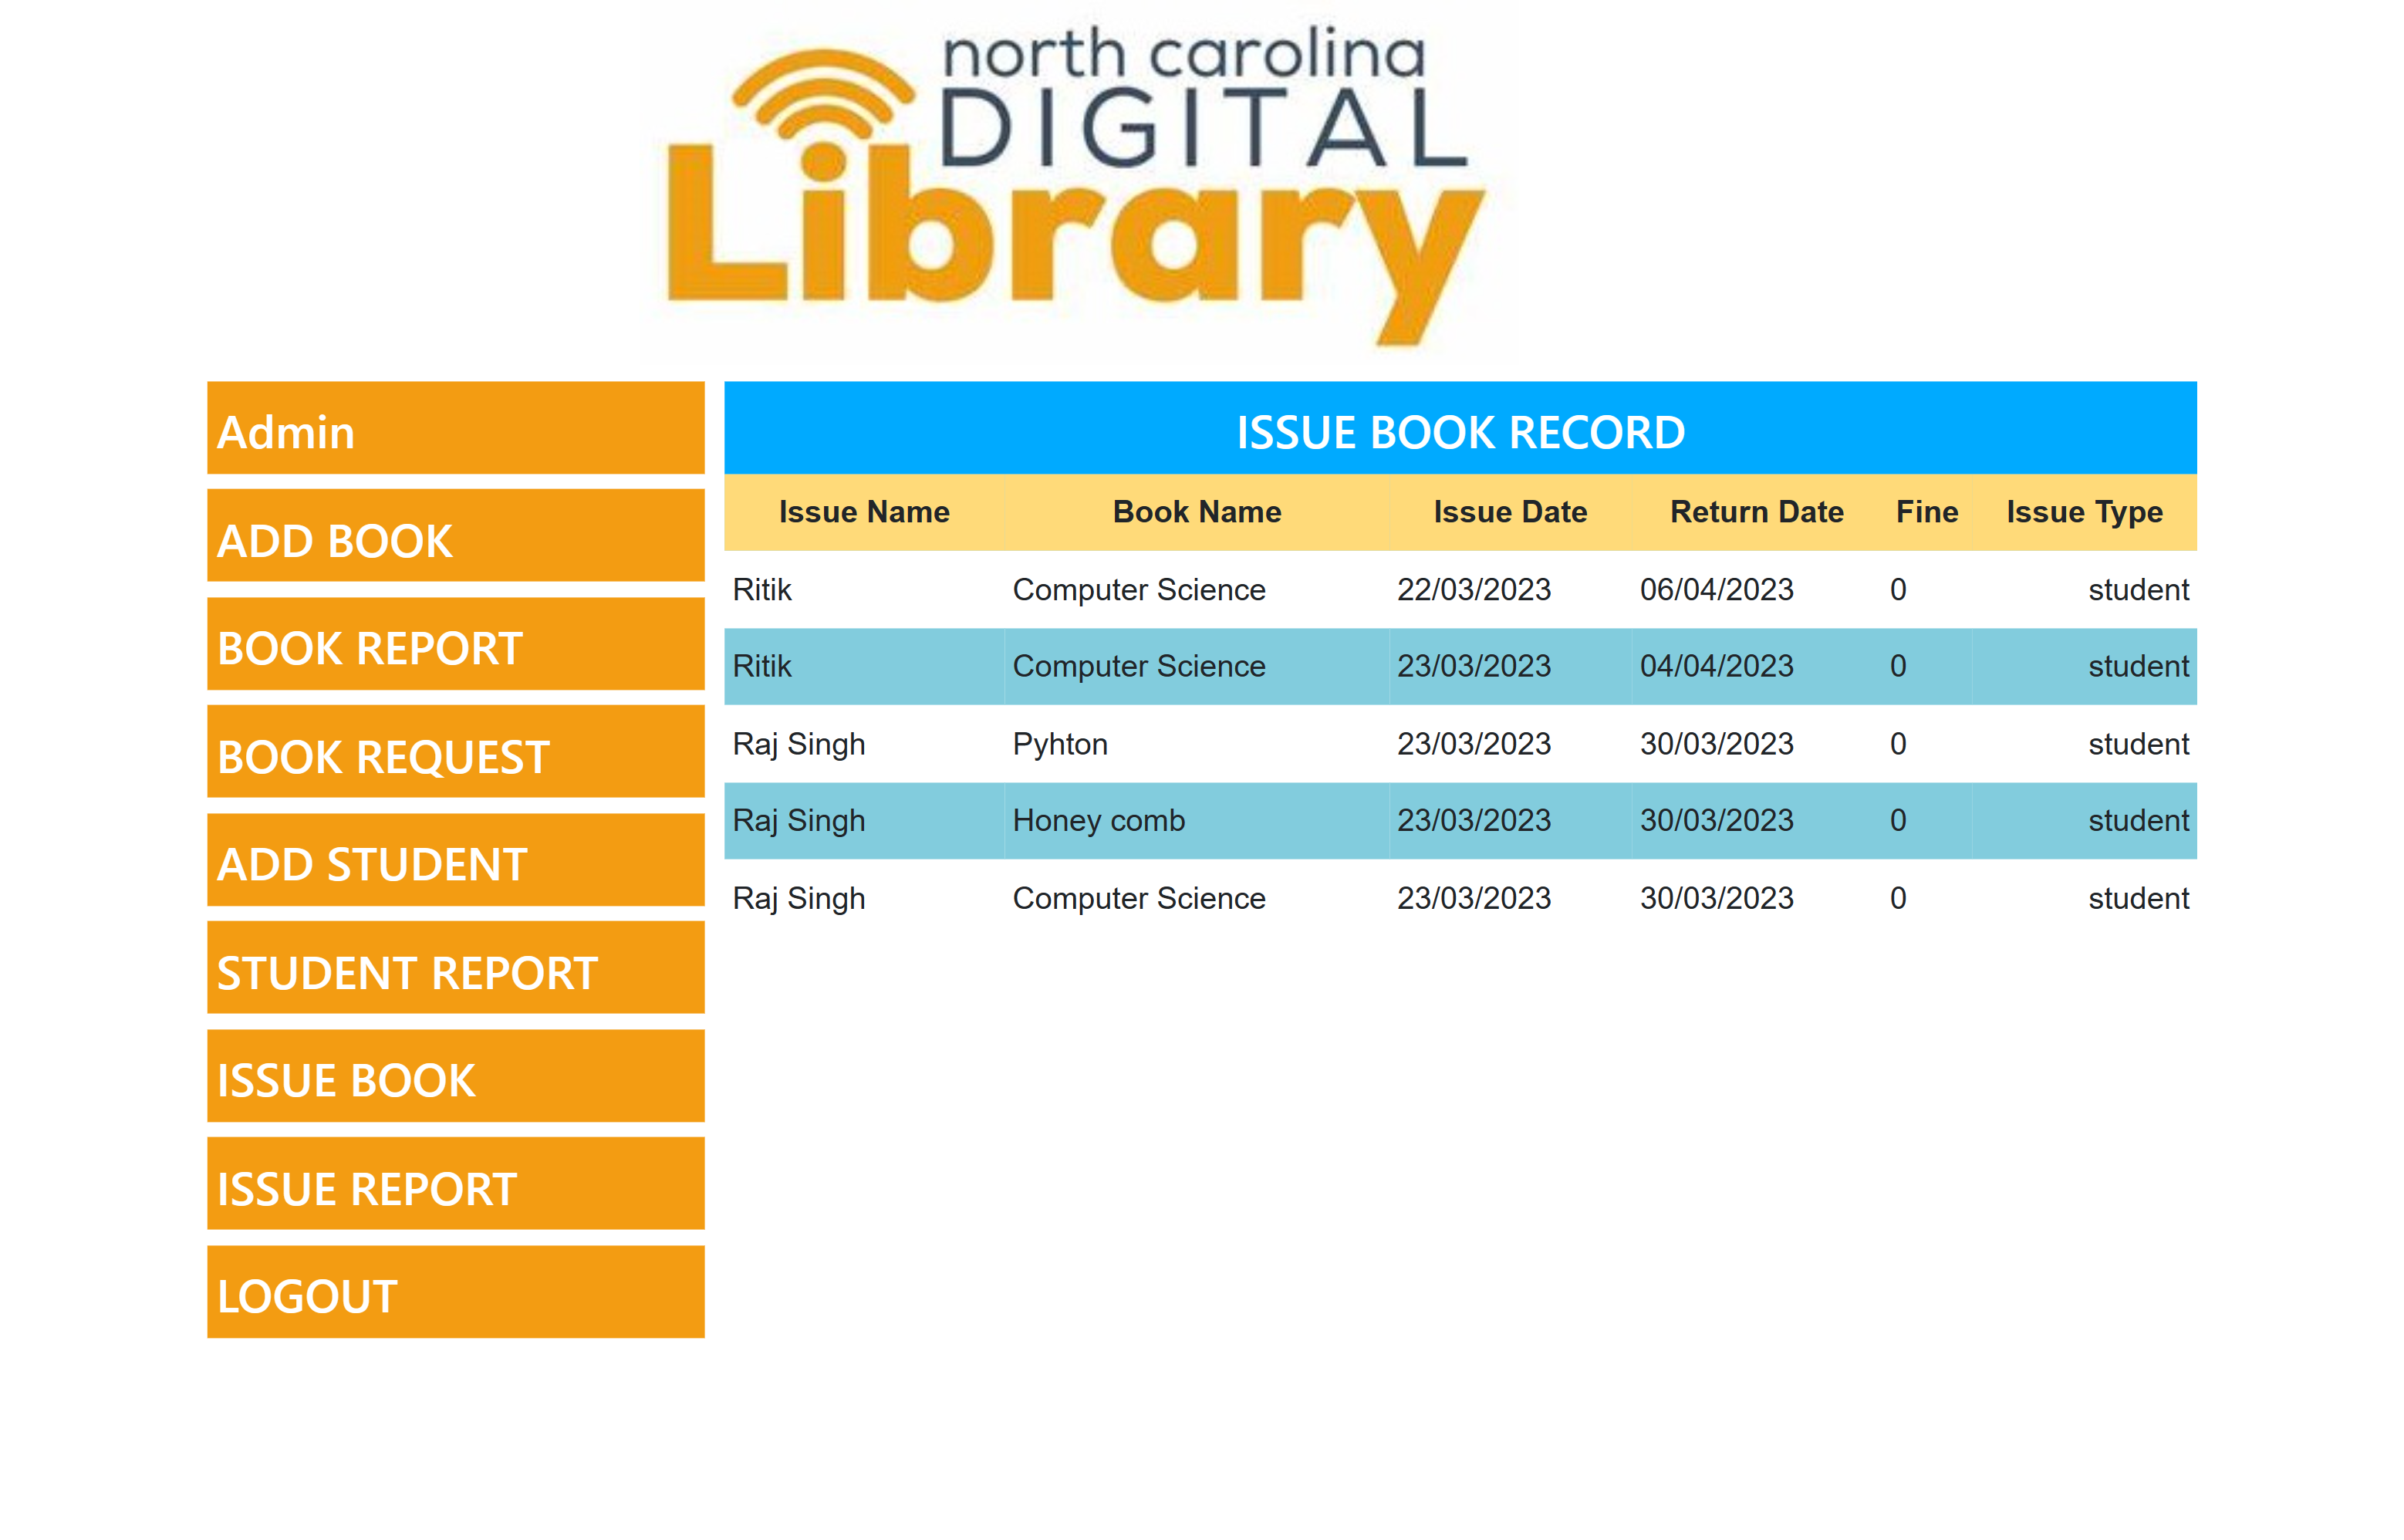 north carolina
DIGITAL
Library
Admin
ADD BOOK
BOOK REPORT
BOOK REQUEST
ADD STUDENT
STUDENT REPORT
ISSUE BOOK
ISSUE REPORT
LOGOUT
ISSUE BOOK RECORD
Issue Name Book Name Issue Date Return Date Fine Issue Type
Ritik Computer Science 22/03/2023 06/04/2023 0 student
Ritik Computer Science 23/03/2023 04/04/2023 0 student
Raj Singh Pyhton 23/03/2023 30/03/2023 0 student
Raj Singh Honey comb 23/03/2023 30/03/2023 0 student
Raj Singh Computer Science 23/03/2023 30/03/2023 0 student